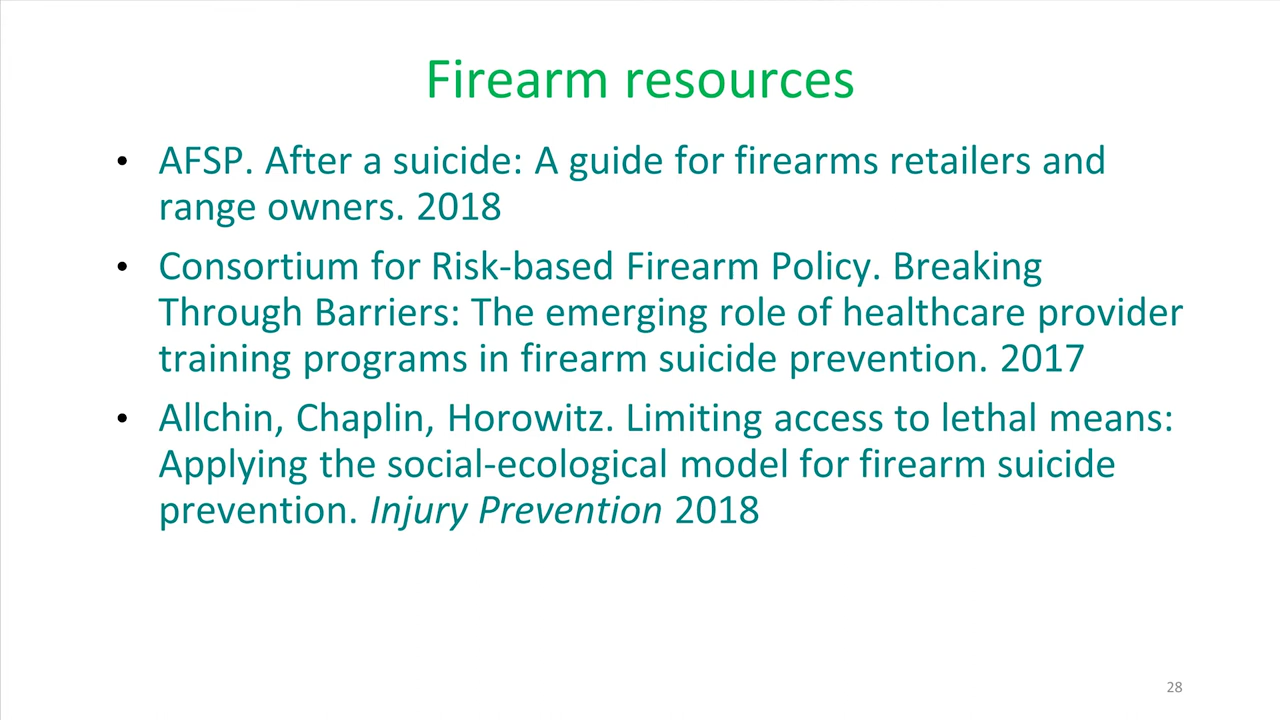 Firearm resources
• AFSP. After a suicide: A guide for firearms retailers and
range owners. 2018
• Consortium for Risk-based Firearm Policy. Breaking
Through Barriers: The emerging role of healthcare provider
training programs in firearm suicide prevention. 2017
• Allchin, Chaplin, Horowitz. Limiting access to lethal means:
Applying the social-ecological model for firearm suicide
prevention. Injury Prevention 2018
28